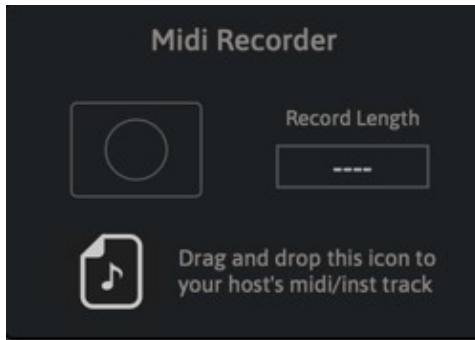 Midi Recorder
Record Length
----
Drag and drop this icon to
your host's midi/inst track